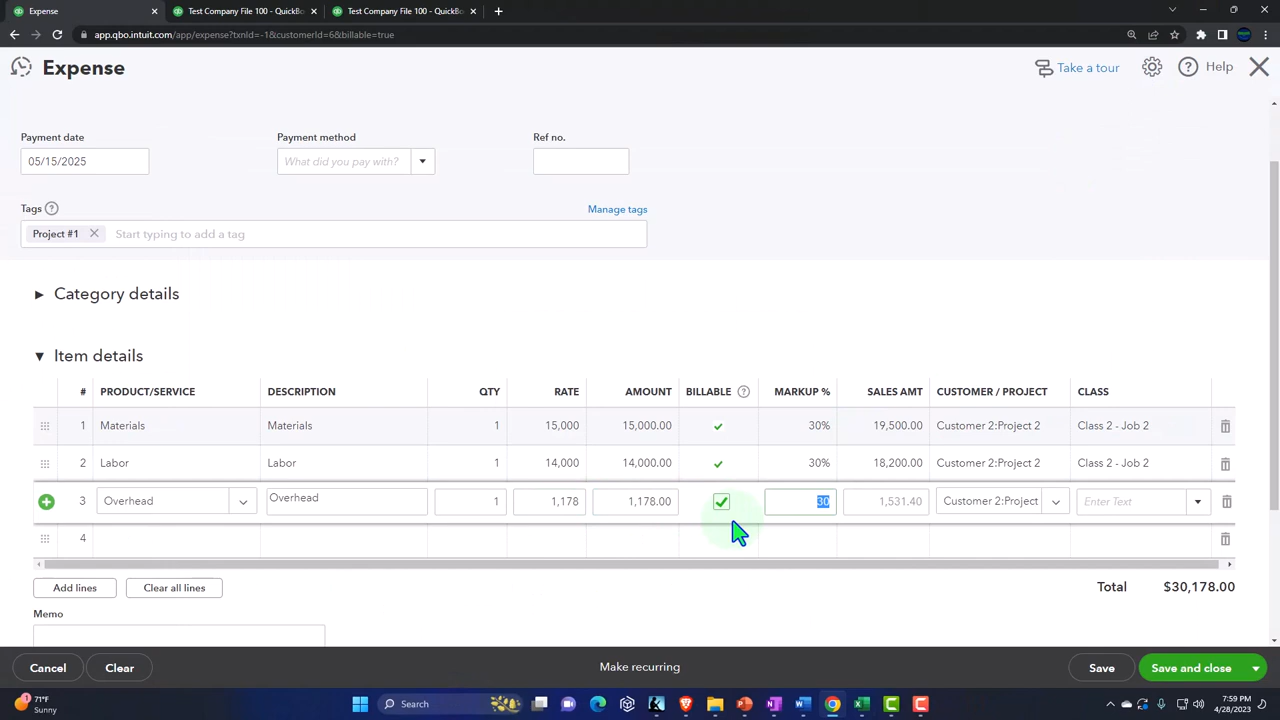 Expense
Test Company File 100 - QuickBo
Test Company File 100 - QuickBo
app.qbo.intuit.com/app/expense?txnId=-1&customerId=6&billable=true
Expense
Take a tour
Help
Payment date
Payment method
Ref no.
05/15/2025
What did you pay with?
Tags
Manage tags
Project #1
Start typing to add a tag
Category details
Item details
# PRODUCT/SERVICE DESCRIPTION QTY RATE AMOUNT BILLABLE MARKUP % SALES AMT CUSTOMER / PROJECT CLASS
1 Materials Materials 1 15,000 15,000.00 30% 19,500.00 Customer 2:Project 2 Class 2 - Job 2
2 Labor Labor 1 14,000 14,000.00 30% 18,200.00 Customer 2:Project 2 Class 2 - Job 2
3 Overhead Overhead 1 1,178 1,178.00 30 1,531.40 Customer 2:Project Enter Text
4
Add lines
Clear all lines
Total $30,178.00
Memo
Cancel
Clear
Make recurring
Save
Save and close
71°F
Sunny
Search
7:59 PM
4/28/2023